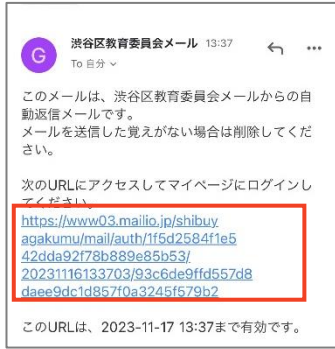 渋谷区教育委員会メール 13:37
G
To 自分
このメールは、渋谷区教育委員会メールからの自
動返信メールです。
メールを送信した覚えがない場合は削除してくだ
さい。
次のURLにアクセスしてマイページにログインし
てください。
https://www03.mailio.jp/shibuy
agakumu/mail/auth/1f5d2584f1e5
42dda92f78b889e85b53/
20231116133703/93c6de9ffd557d8
daee9dc1d857f0a3245f579b2
このURLは、2023-11-17 13:37まで有効です。